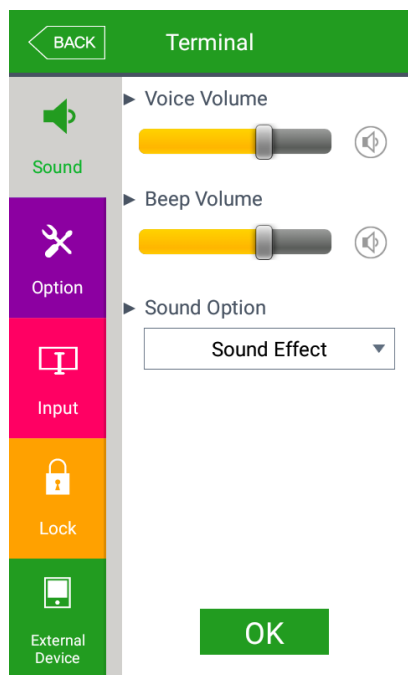 BACK
Terminal
Sound
Voice Volume
Beep Volume
Option
Sound Option
Sound Effect
Input
Lock
External
Device
OK